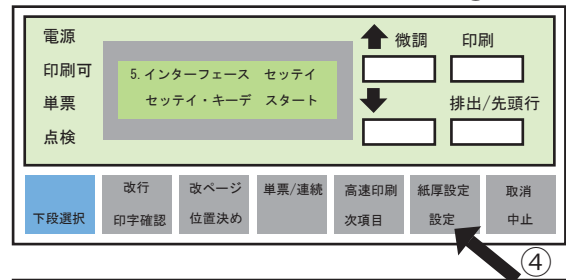 電源
微調 印刷
印刷可
5. インターフェース セッテイ
単票
セッテイ・キーデ スタート
排出/先頭行
点検
改行 改ページ 単票/連続 高速印刷 紙厚設定 取消
下段選択 印字確認 位置決め 次項目 設定 中止
④